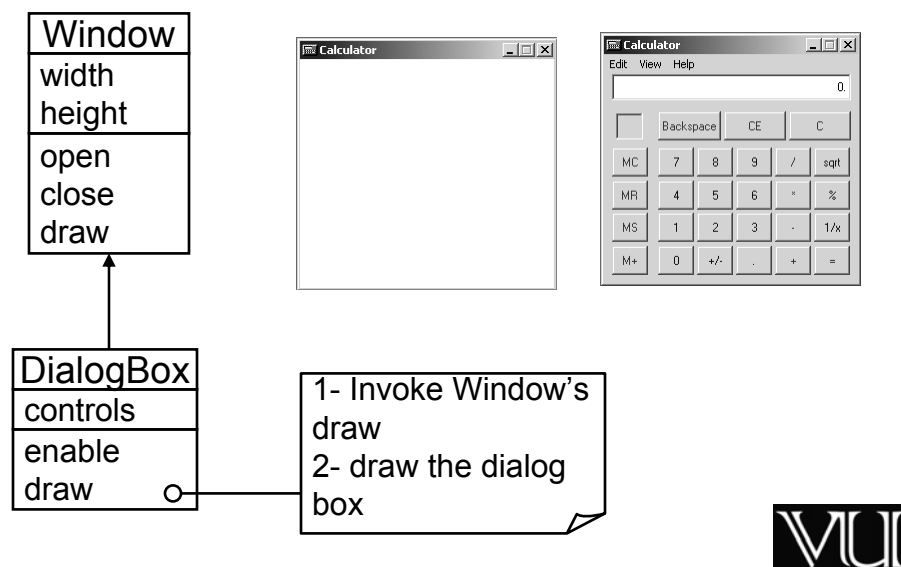 Window
width
height
open
close
draw
Calculator
Calculator
Edit View Help
0.
Backspace CE C
MC 7 8 9 / sqrt
MR 4 5 6 * %
MS 1 2 3 - 1/x
M+ 0 +/- . + =
DialogBox
controls
enable
draw
1- Invoke Window’s
draw
2- draw the dialog
box
VU